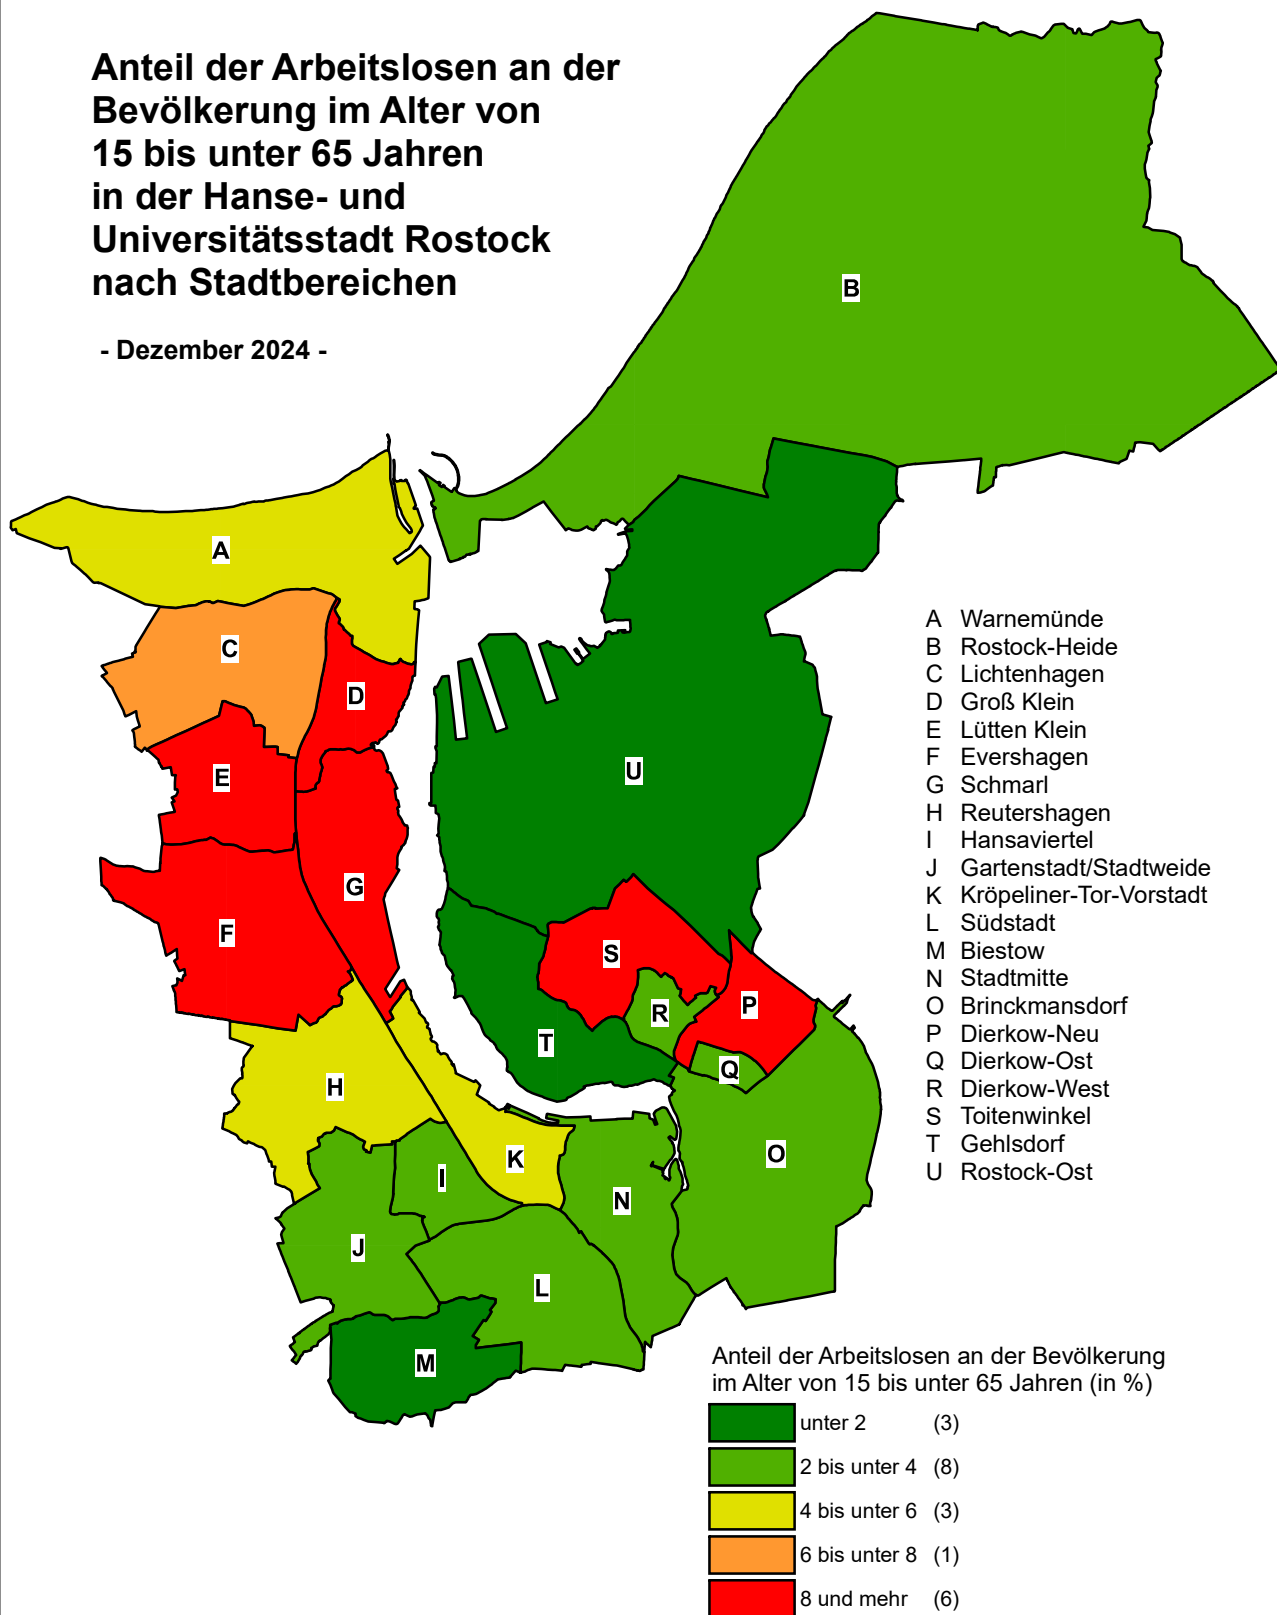 Anteil der Arbeitslosen an der
Bevölkerung im Alter von
15 bis unter 65 Jahren
in der Hanse- und
Universitätsstadt Rostock
nach Stadtbereichen
- Dezember 2024 -
B
A
C
D
E
U
G
F
S
R
P
T
Q
H
K
O
I
N
J
L
M
A Warnemünde
B Rostock-Heide
C Lichtenhagen
D Groß Klein
E Lütten Klein
F Evershagen
G Schmarl
H Reutershagen
I Hansaviertel
J Gartenstadt/Stadtweide
K Kröpeliner-Tor-Vorstadt
L Südstadt
M Biestow
N Stadtmitte
O Brinckmansdorf
P Dierkow-Neu
Q Dierkow-Ost
R Dierkow-West
S Toitenwinkel
T Gehlsdorf
U Rostock-Ost
Anteil der Arbeitslosen an der Bevölkerung
im Alter von 15 bis unter 65 Jahren (in %)
unter 2 (3)
2 bis unter 4 (8)
4 bis unter 6 (3)
6 bis unter 8 (1)
8 und mehr (6)